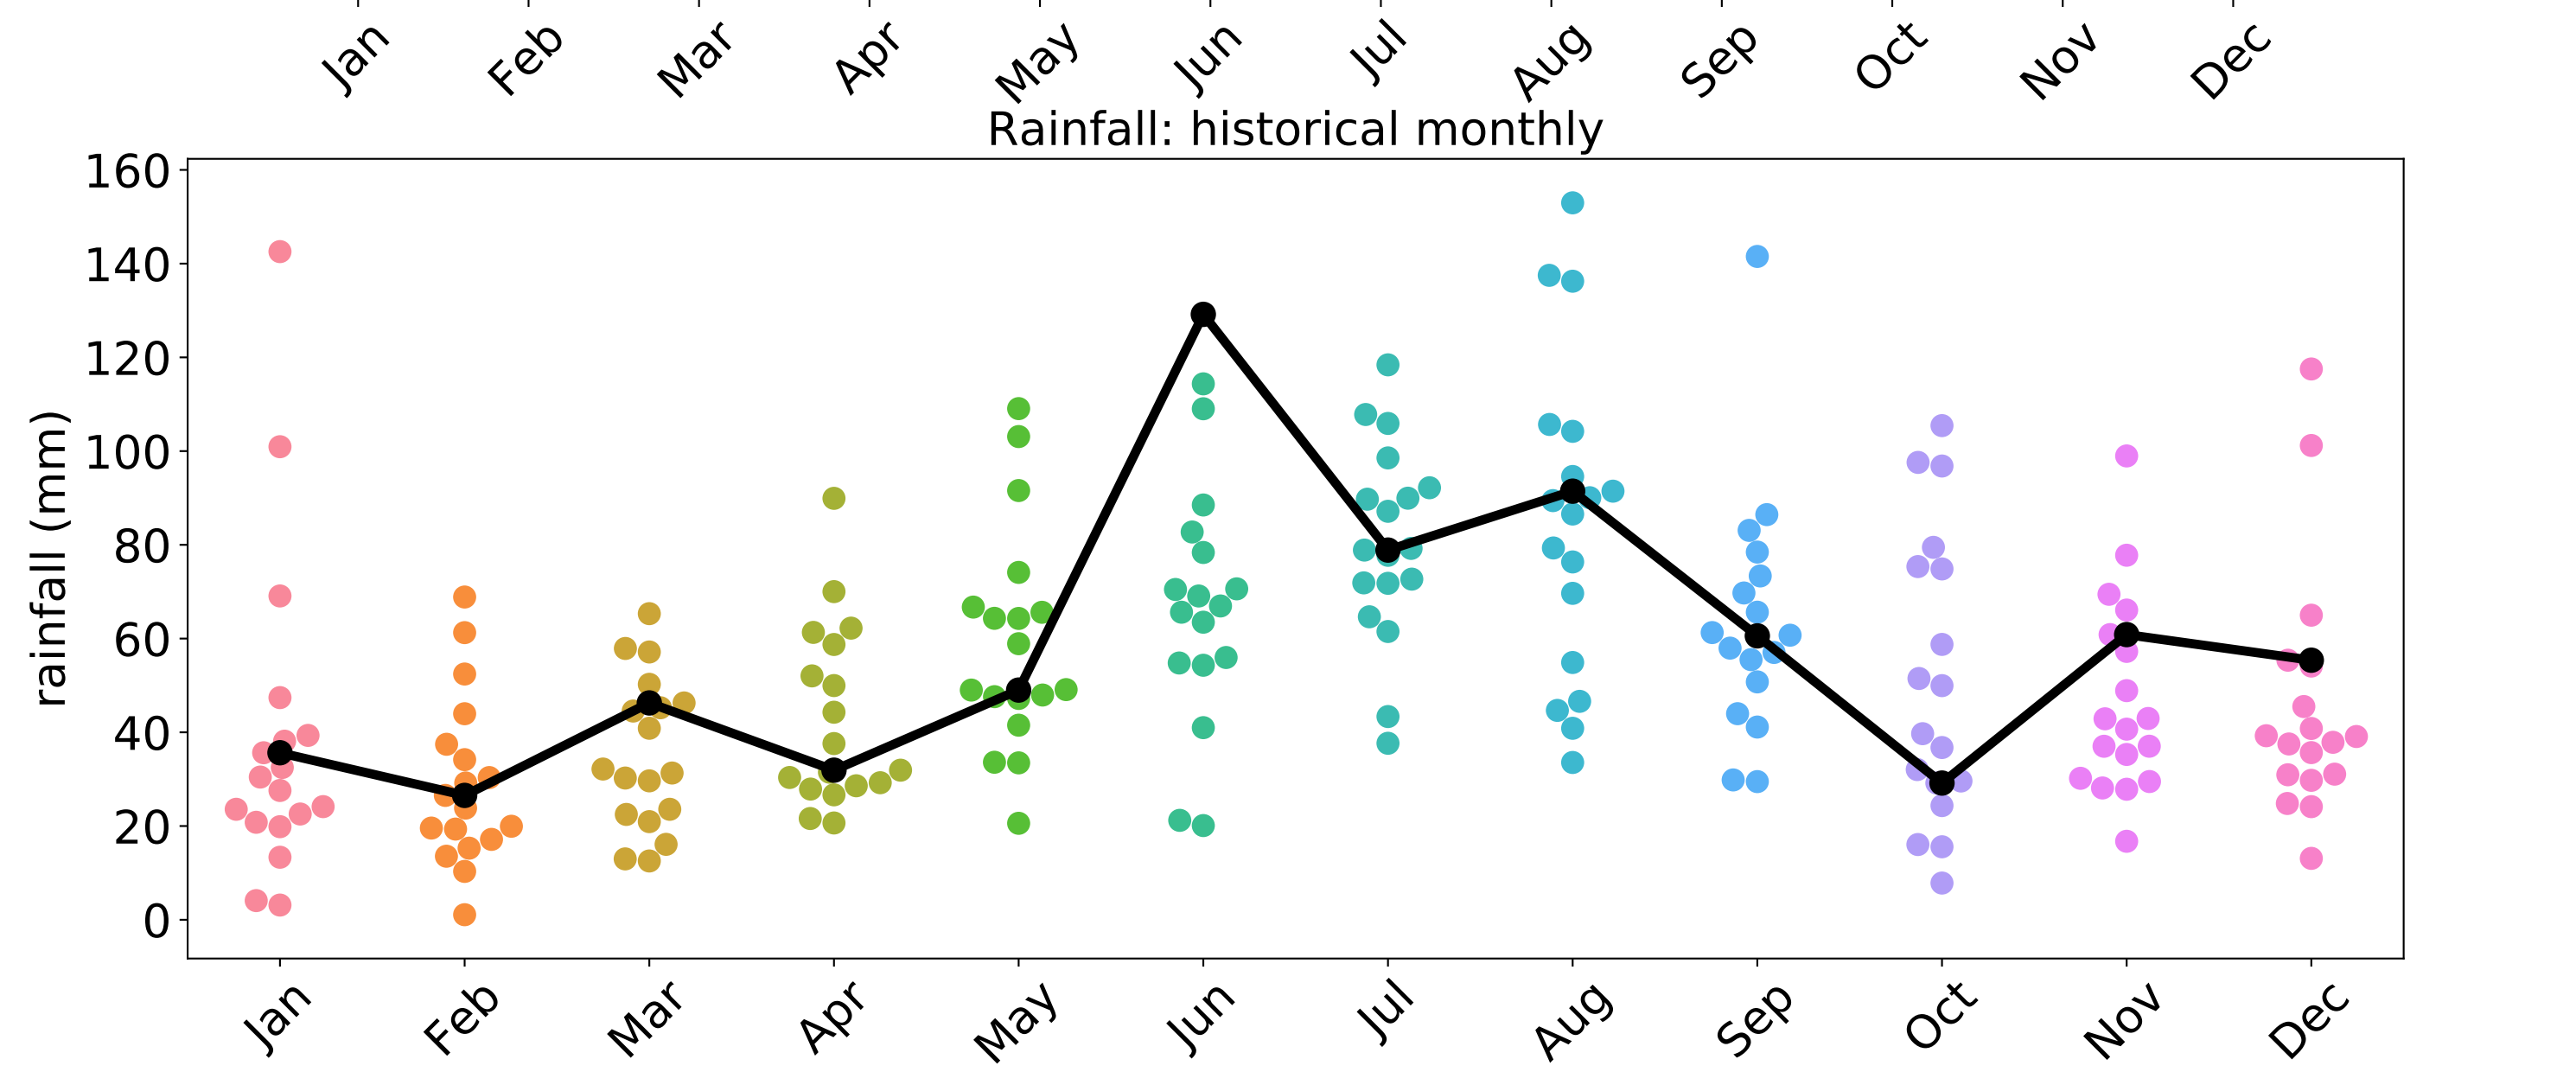 Jan Feb Mar Apr May Jun Jul Aug Sep Oct Nov Dec
Rainfall: historical monthly
160
140
120
100
80
60
40
20
0
rainfall (mm)
Jan Feb Mar Apr May Jun Jul Aug Sep Oct Nov Dec